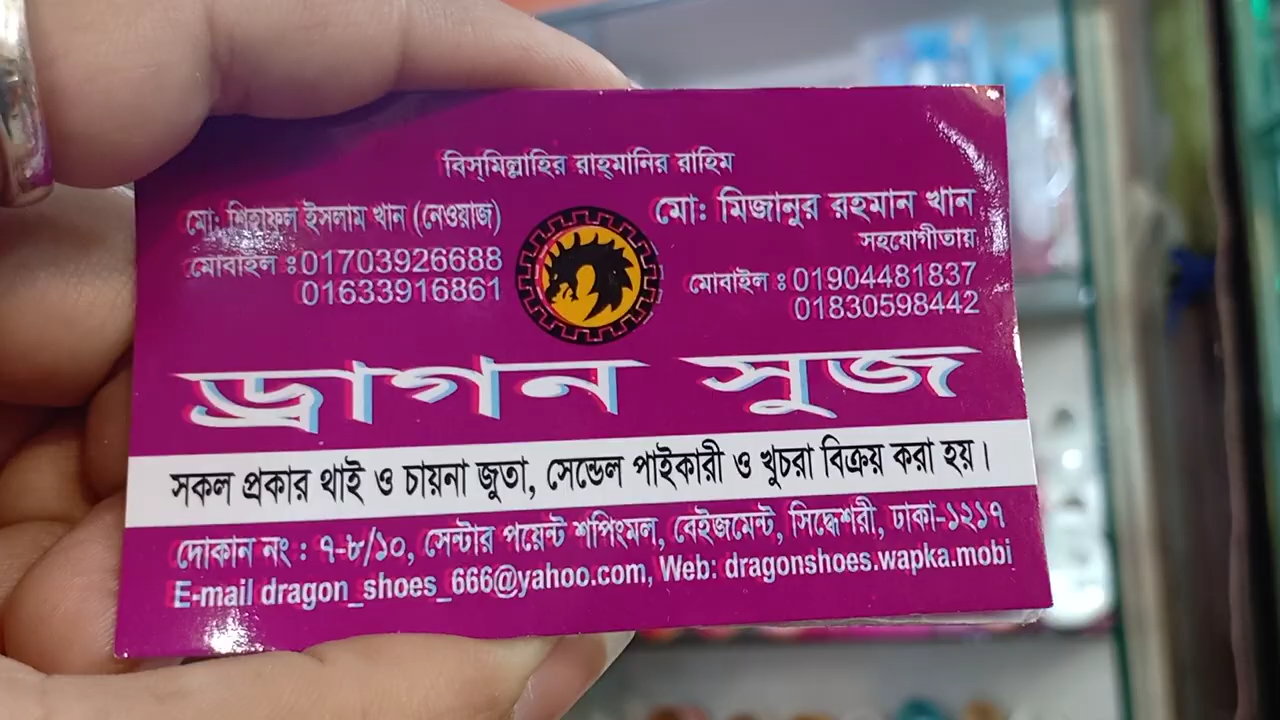 বিস্‌মিল্লাহির রাহ্‌মানির রাহিম
মো: ইসলাম খান (নেওয়াজ)
মোবাইল ঃ 01703926688
01633916861
মো: মিজানুর রহমান খান
সহযোগীতায়
মোবাইল ঃ 01904481837
01830598442
ড্রাগন সুজ
সকল প্রকার থাই ও চায়না জুতা, সেন্ডেল পাইকারী ও খুচরা বিক্রয় করা হয়।
দোকান নং : ৭-৮/১০, সেন্টার পয়েন্ট শপিংমল, বেইজমেন্ট, সিদ্ধেশরী, ঢাকা-১২১৭
E-mail dragon_shoes_666@yahoo.com, Web: dragonshoes.wapka.mobi